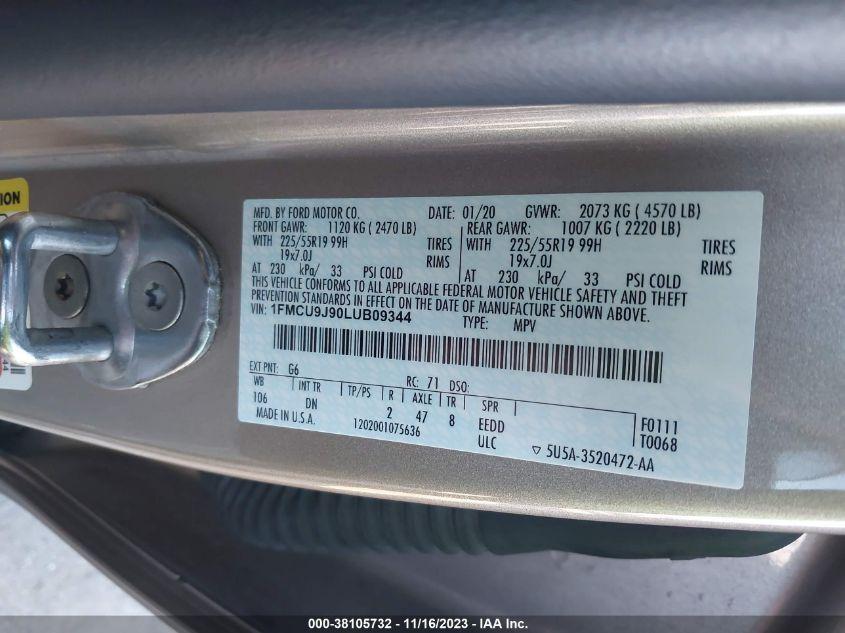 ION
MFD. BY FORD MOTOR CO. DATE: 01/20 GVWR: 2073 KG ( 4570 LB)
FRONT GAWR: 1120 KG ( 2470 LB) REAR GAWR: 1007 KG ( 2220 LB)
WITH 225/55R19 99H TIRES WITH 225/55R19 99H TIRES
19x7.0J RIMS 19x7.0J RIMS
AT 230 kPa/ 33 PSI COLD AT 230 kPa/ 33 PSI COLD
THIS VEHICLE CONFORMS TO ALL APPLICABLE FEDERAL MOTOR VEHICLE SAFETY AND THEFT
PREVENTION STANDARDS IN EFFECT ON THE DATE OF MANUFACTURE SHOWN ABOVE.
VIN: 1FMCU9J90LUB09344 TYPE: MPV
EXT PNT: G6 RC: 71 DSO:
WB INT TR TP/PS R AXLE TR SPR
106 DN 2 47 8 EEDD F0111
MADE IN U.S.A. 1202001075636 ULC T0068
▽ 5U5A-3520472-AA
44
000-38105732 - 11/16/2023 - IAA Inc.